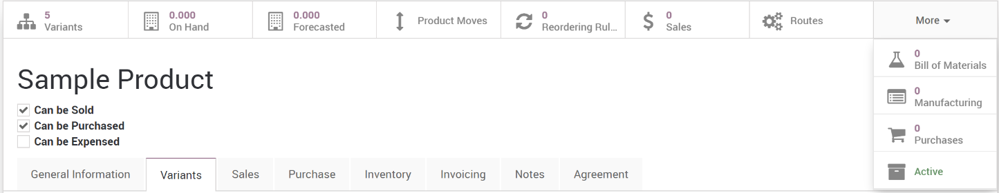 5
Variants
0.000
On Hand
0.000
Forecasted
Product Moves
0
Reordering Rul...
0
Sales
Routes
More
0
Bill of Materials
0
Manufacturing
0
Purchases
Active
Sample Product
Can be Sold
Can be Purchased
Can be Expensed
General Information
Variants
Sales
Purchase
Inventory
Invoicing
Notes
Agreement